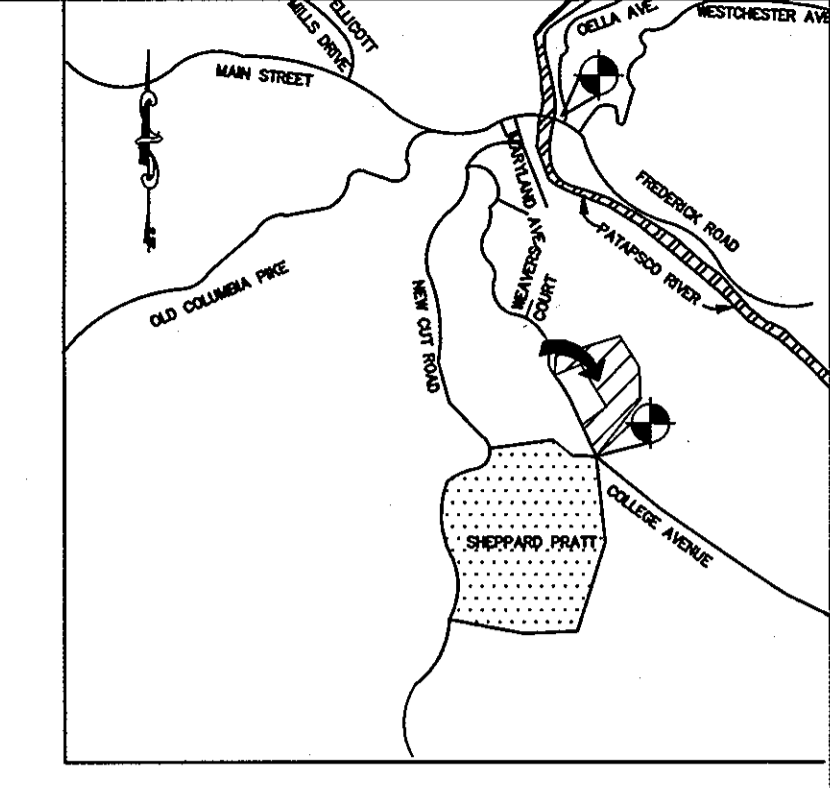 ELLICOTT
MILLS DRIVE
OELLA AVE.
WESTCHESTER AVE
MAIN STREET
MARYLAND AVE.
FREDERICK ROAD
PATAPSCO RIVER
OLD COLUMBIA PIKE
NEW CUT ROAD
WEAVERS
COURT
SHEPPARD PRATT
COLLEGE AVENUE